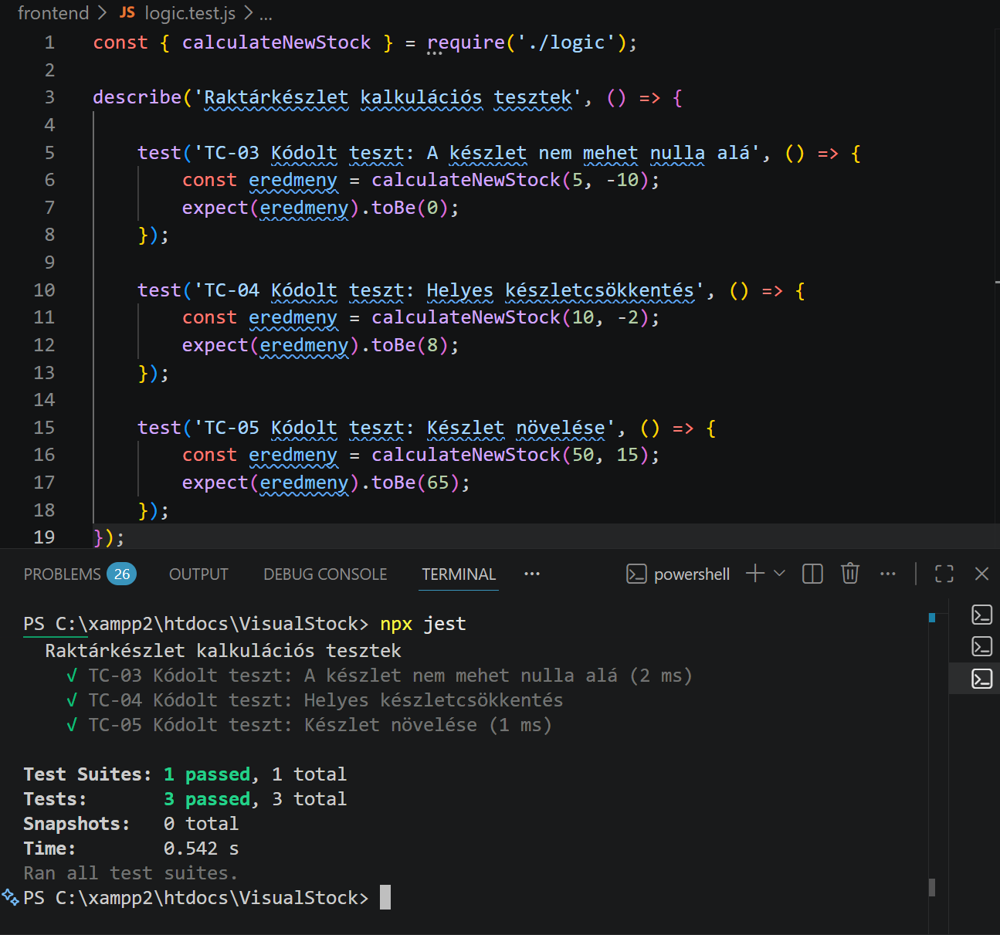 frontend > JS logic.test.js > ...
1 const { calculateNewStock } = require('./logic');
2
3 describe('Raktárkészlet kalkulációs tesztek', () => {
4
5 test('TC-03 Kódolt teszt: A készlet nem mehet nulla alá', () => {
6 const eredmeny = calculateNewStock(5, -10);
7 expect(eredmeny).toBe(0);
8 });
9
10 test('TC-04 Kódolt teszt: Helyes készletcsökkentés', () => {
11 const eredmeny = calculateNewStock(10, -2);
12 expect(eredmeny).toBe(8);
13 });
14
15 test('TC-05 Kódolt teszt: Készlet növelése', () => {
16 const eredmeny = calculateNewStock(50, 15);
17 expect(eredmeny).toBe(65);
18 });
19 });
PROBLEMS 26 OUTPUT DEBUG CONSOLE TERMINAL ... powershell
PS C:\xampp2\htdocs\VisualStock> npx jest
Raktárkészlet kalkulációs tesztek
√ TC-03 Kódolt teszt: A készlet nem mehet nulla alá (2 ms)
√ TC-04 Kódolt teszt: Helyes készletcsökkentés
√ TC-05 Kódolt teszt: Készlet növelése (1 ms)
Test Suites: 1 passed, 1 total
Tests: 3 passed, 3 total
Snapshots: 0 total
Time: 0.542 s
Ran all test suites.
PS C:\xampp2\htdocs\VisualStock>